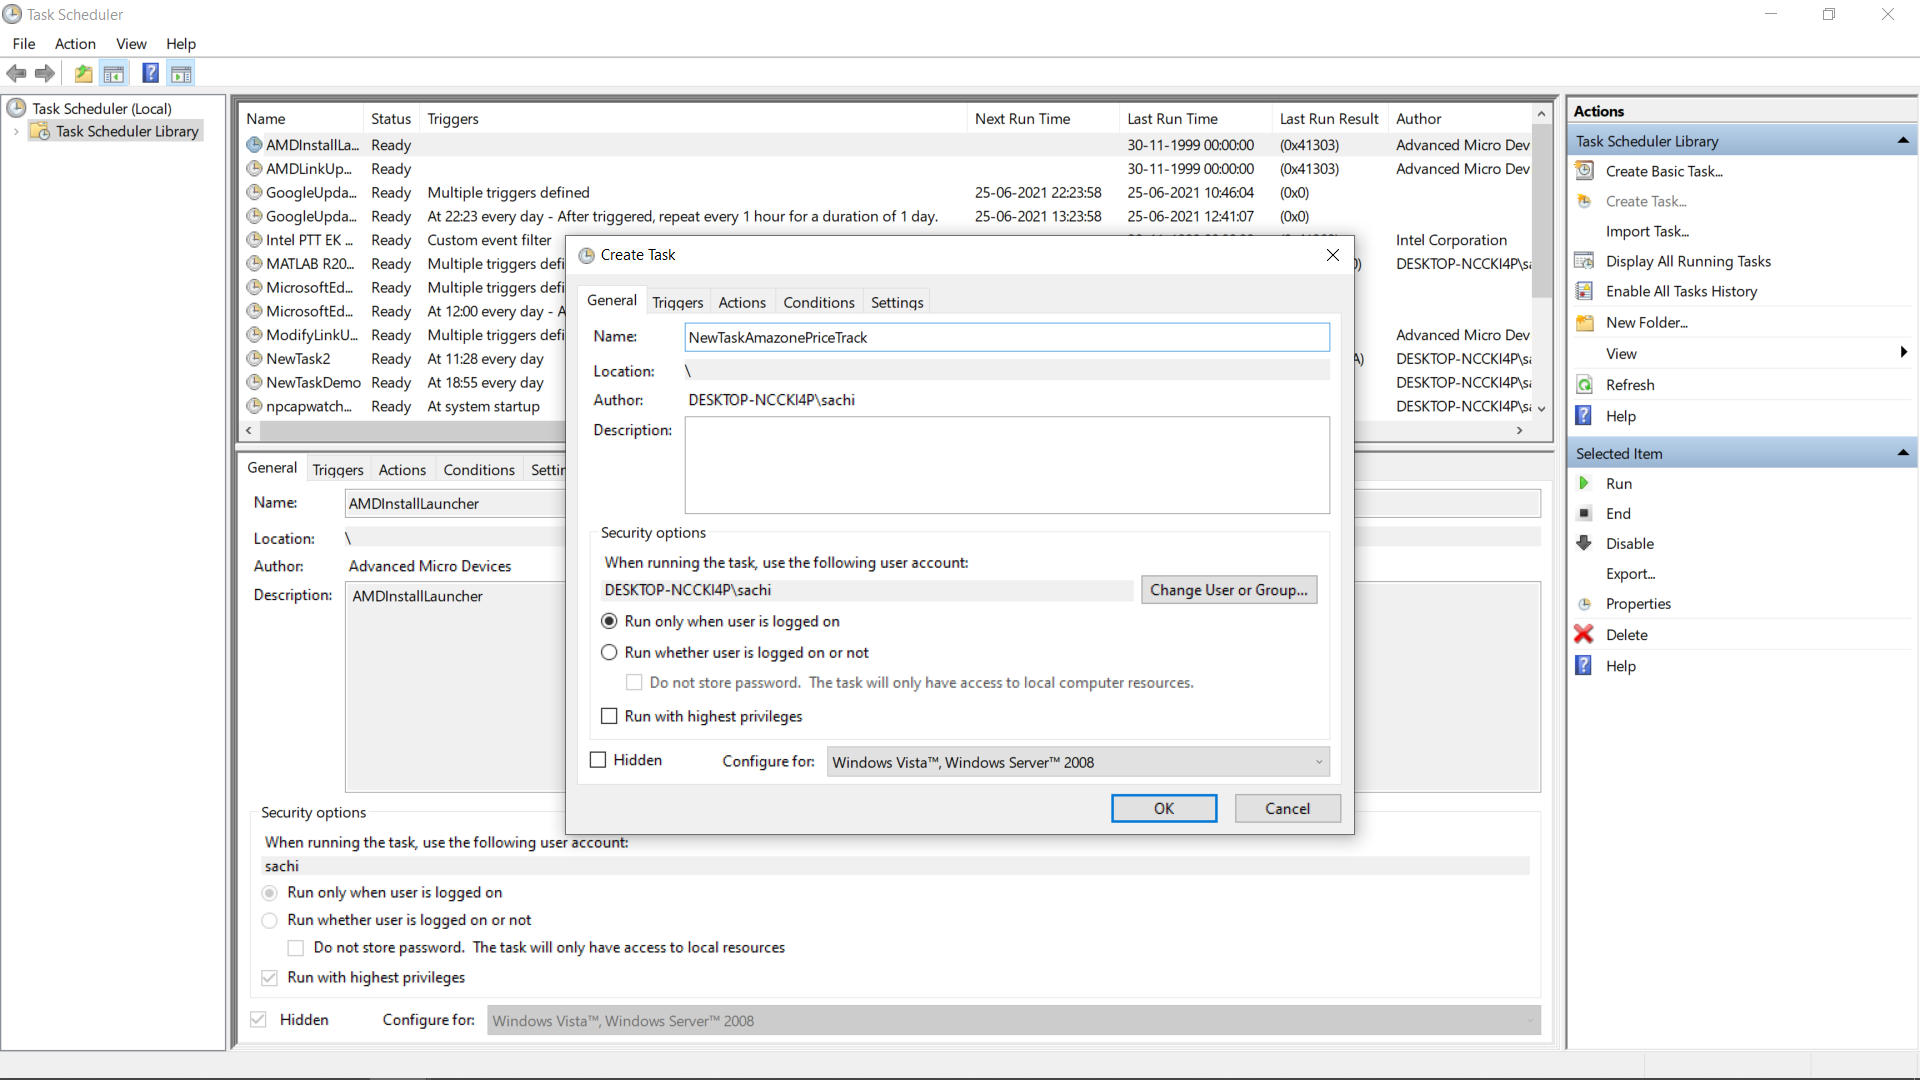 Task Scheduler
File Action View Help
Task Scheduler (Local)
Task Scheduler Library
Name Status Triggers Next Run Time Last Run Time Last Run Result Author
AMDInstallLa... Ready 30-11-1999 00:00:00 (0x41303) Advanced Micro Dev
AMDLinkUp... Ready 30-11-1999 00:00:00 (0x41303) Advanced Micro Dev
GoogleUpda... Ready Multiple triggers defined 25-06-2021 22:23:58 25-06-2021 10:46:04 (0x0)
GoogleUpda... Ready At 22:23 every day - After triggered, repeat every 1 hour for a duration of 1 day. 25-06-2021 13:23:58 25-06-2021 12:41:07 (0x0)
Intel PTT EK ... Ready Custom event filter Intel Corporation
MATLAB R20... Ready Multiple triggers defi DESKTOP-NCCKI4P\sa
MicrosoftEd... Ready Multiple triggers defi
MicrosoftEd... Ready At 12:00 every day - A
ModifyLinkU... Ready Multiple triggers defi Advanced Micro Dev
NewTask2 Ready At 11:28 every day DESKTOP-NCCKI4P\sa
NewTaskDemo Ready At 18:55 every day DESKTOP-NCCKI4P\sa
npcapwatch... Ready At system startup DESKTOP-NCCKI4P\sa
General Triggers Actions Conditions Settin
Name: AMDInstallLauncher
Location: \
Author: Advanced Micro Devices
Description: AMDInstallLauncher
Security options
When running the task, use the following user account:
sachi
Run only when user is logged on
Run whether user is logged on or not
Do not store password. The task will only have access to local resources
Run with highest privileges
Hidden Configure for: Windows Vista™, Windows Server™ 2008
Create Task
General Triggers Actions Conditions Settings
Name: NewTaskAmazonePriceTrack
Location: \
Author: DESKTOP-NCCKI4P\sachi
Description:
Security options
When running the task, use the following user account:
DESKTOP-NCCKI4P\sachi Change User or Group...
Run only when user is logged on
Run whether user is logged on or not
Do not store password. The task will only have access to local computer resources.
Run with highest privileges
Hidden Configure for: Windows Vista™, Windows Server™ 2008
OK Cancel
Actions
Task Scheduler Library
Create Basic Task...
Create Task...
Import Task...
Display All Running Tasks
Enable All Tasks History
New Folder...
View
Refresh
Help
Selected Item
Run
End
Disable
Export...
Properties
Delete
Help